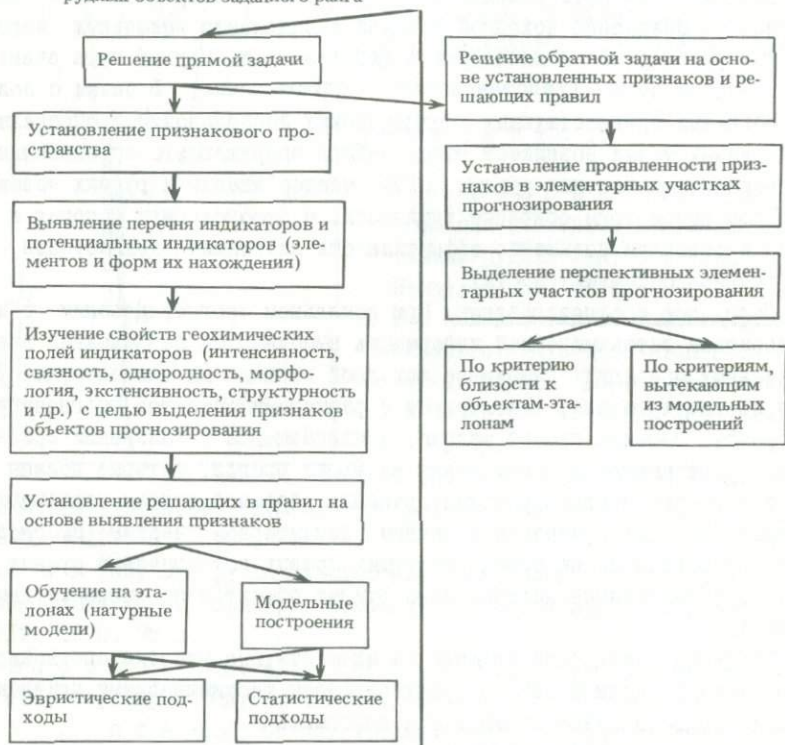 рудных объектов заданного ранга
Решение прямой задачи
Решение обратной задачи на осно-
ве установленных признаков и ре-
шающих правил
Установление признакового про-
странства
Установление проявленности приз-
наков в элементарных участках
прогнозирования
Выявление перечня индикаторов и
потенциальных индикаторов (эле-
ментов и форм их нахождения)
Выделение перспективных элемен-
тарных участков прогнозирования
Изучение свойств геохимических
полей индикаторов (интенсивность,
связность, однородность, морфо-
логия, экстенсивность, структурность
и др.) с целью выделения признаков
объектов прогнозирования
По критерию
близости к
объектам-эта-
лонам
По критериям,
вытекающим
из модельных
построений
Установление решающих в правил на
основе выявления признаков
Обучение на эта-
лонах (натурные
модели)
Модельные
построения
Эвристические под-
ходы
Статистические
подходы